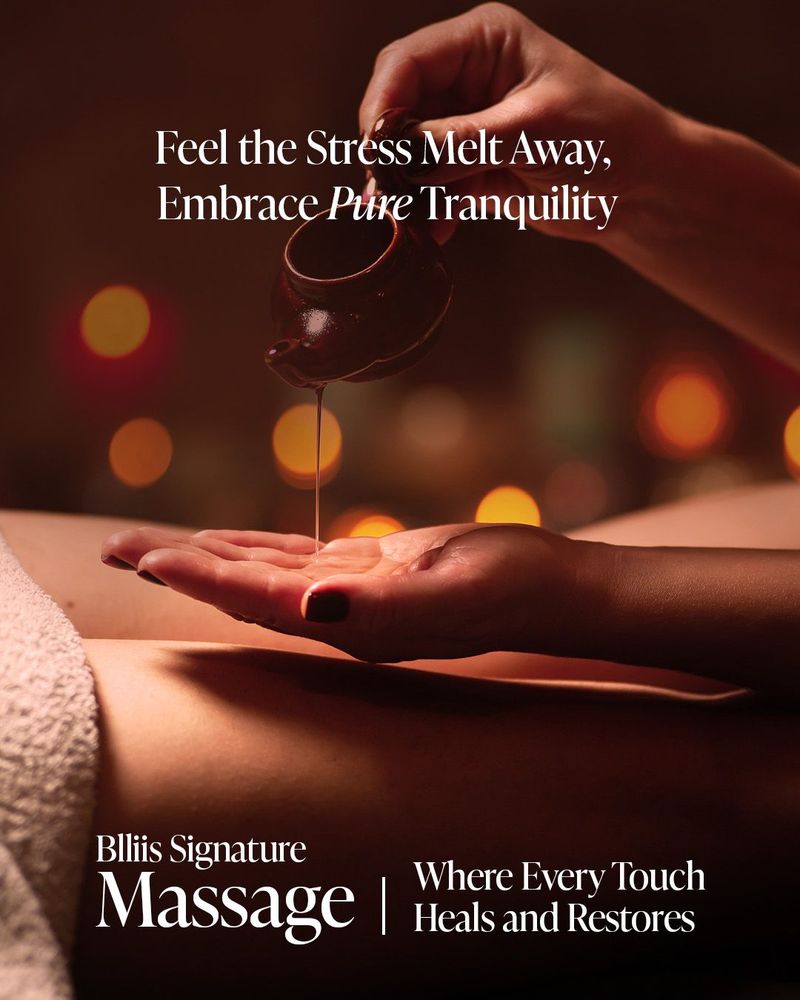 Feel the Stress Melt Away,
Embrace Pure Tranquility
Blliis Signature
Massage
Where Every Touch
Heals and Restores